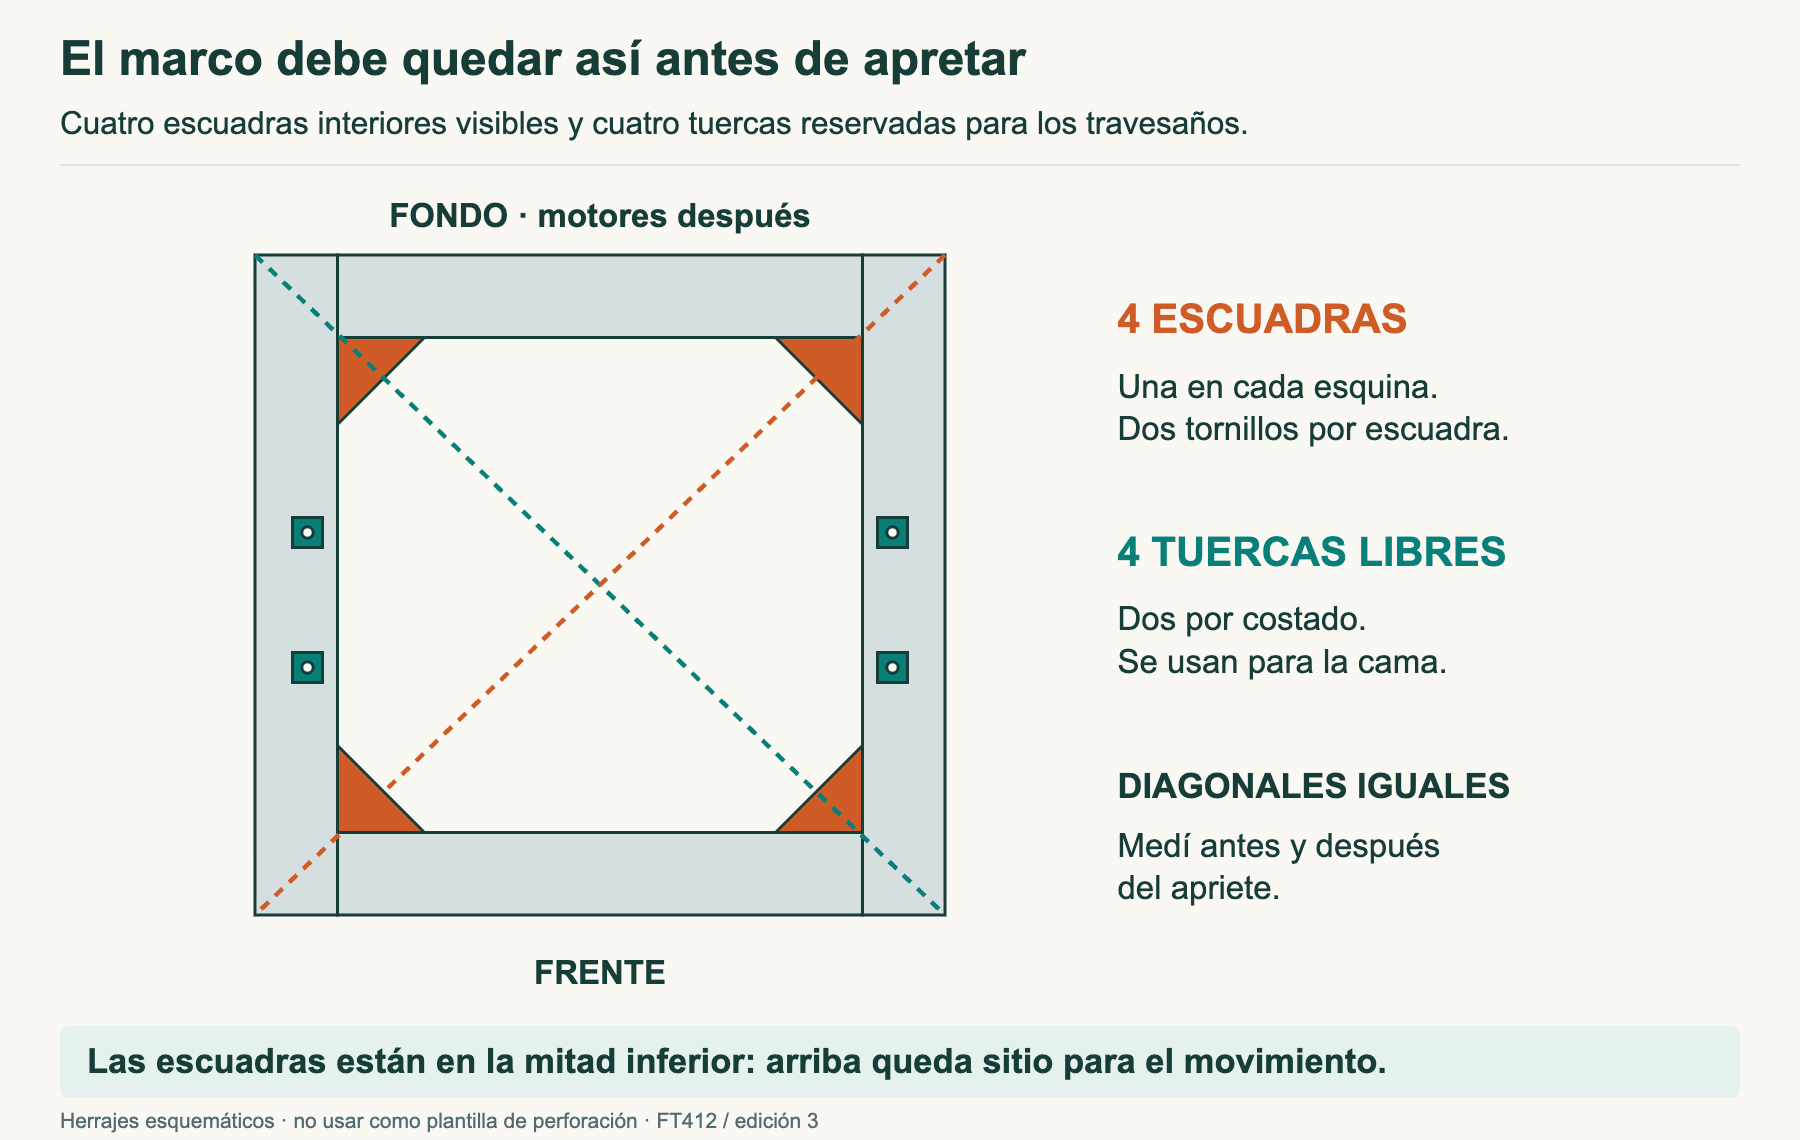 El marco debe quedar así antes de apretar
Cuatro escuadras interiores visibles y cuatro tuercas reservadas para los travesaños.
FONDO · motores después
4 ESCUADRAS
Una en cada esquina.
Dos tornillos por escuadra.
4 TUERCAS LIBRES
Dos por costado.
Se usan para la cama.
DIAGONALES IGUALES
Medí antes y después
del apriete.
FRENTE
Las escuadras están en la mitad inferior: arriba queda sitio para el movimiento.
Herrajes esquemáticos · no usar como plantilla de perforación · FT412 / edición 3